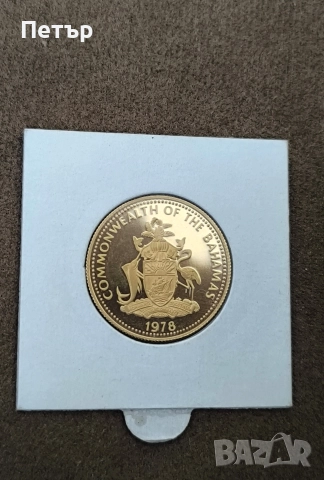 Петър
COMMONWEALTH OF THE BAHAMAS
1978
BAZAR